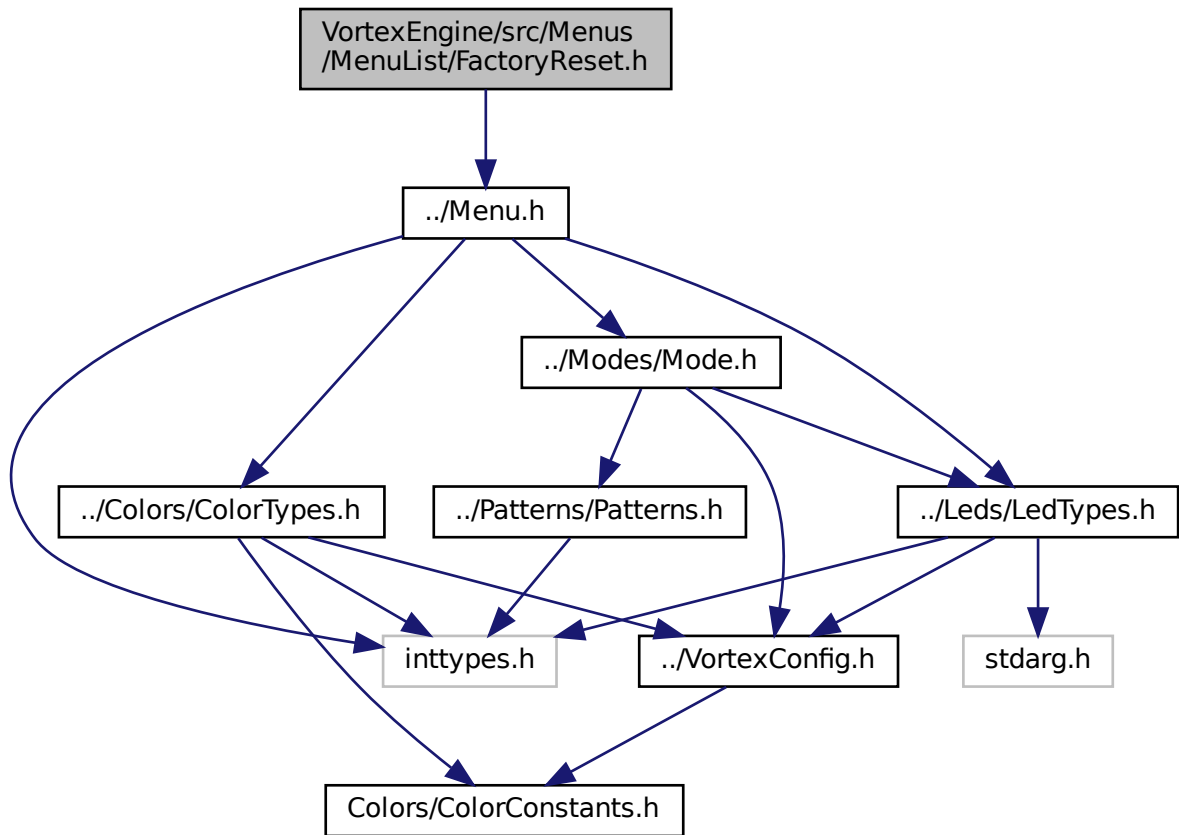 VortexEngine/src/Menus
/MenuList/FactoryReset.h
../Menu.h
../Modes/Mode.h
../Colors/ColorTypes.h
../Patterns/Patterns.h
../Leds/LedTypes.h
inttypes.h
../VortexConfig.h
stdarg.h
Colors/ColorConstants.h